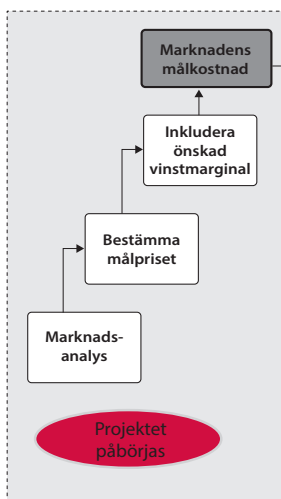 Marknadens
målkostnad
Inkludera
önskad
vinstmarginal
Bestämma
målpriset
Marknads-
analys
Projektet
påbörjas